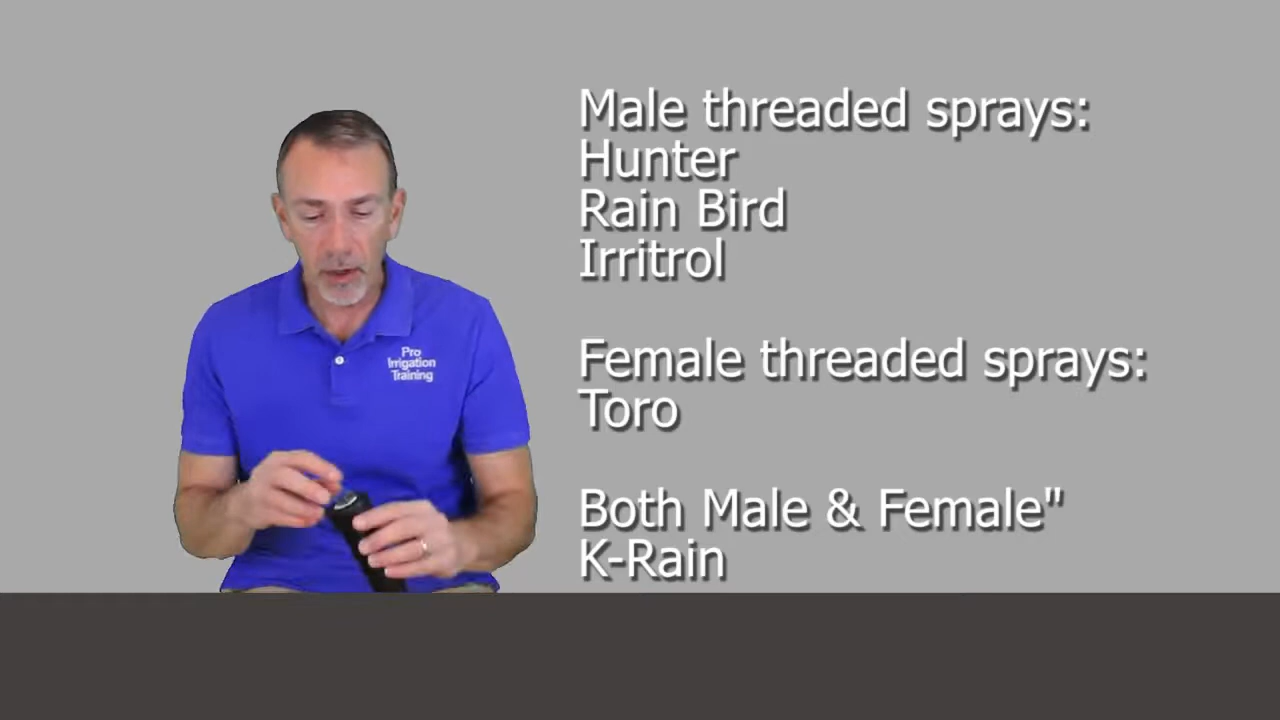 Male threaded sprays:
Hunter
Rain Bird
Irritrol
Female threaded sprays:
Toro
Both Male & Female"
K-Rain
Pro
Irrigation
Training